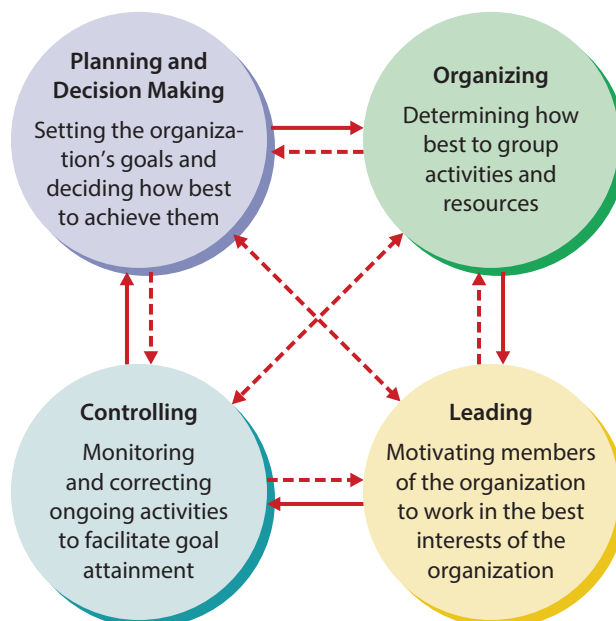 Planning and
Decision Making
Setting the organiza-
tion’s goals and
deciding how best
to achieve them
Organizing
Determining how
best to group
activities and
resources
Controlling
Monitoring
and correcting
ongoing activities
to facilitate goal
attainment
Leading
Motivating members
of the organization
to work in the best
interests of the
organization